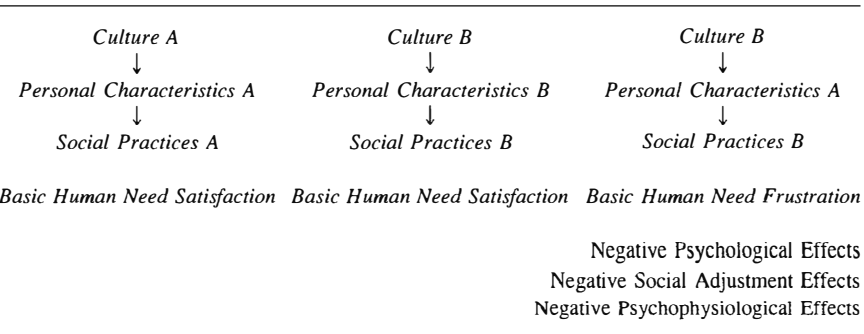 Culture A Culture B Culture B
↓ ↓ ↓
Personal Characteristics A Personal Characteristics B Personal Characteristics A
↓ ↓ ↓
Social Practices A Social Practices B Social Practices B
Basic Human Need Satisfaction Basic Human Need Satisfaction Basic Human Need Frustration
Negative Psychological Effects
Negative Social Adjustment Effects
Negative Psychophysiological Effects